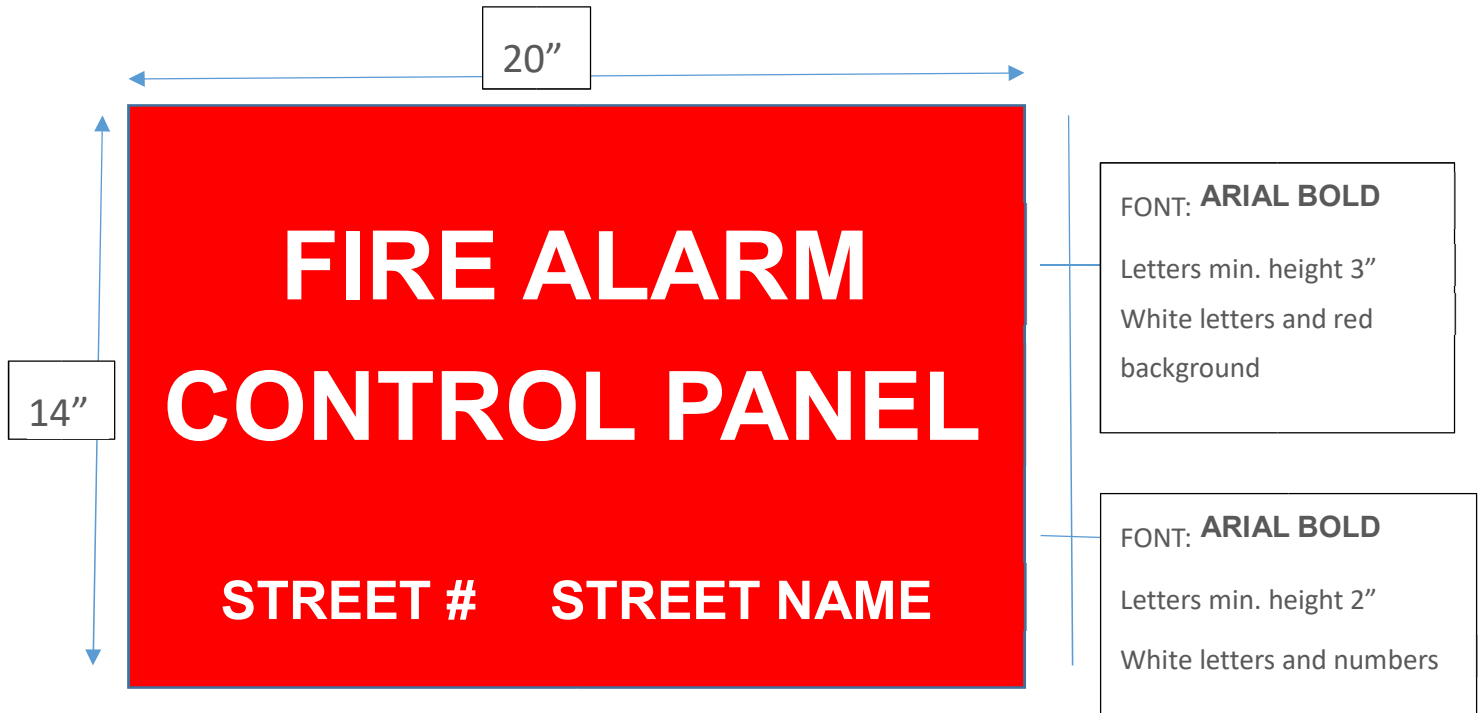 20”
14”
FIRE ALARM
CONTROL PANEL
STREET # STREET NAME
FONT: ARIAL BOLD
Letters min. height 3”
White letters and red
background
FONT: ARIAL BOLD
Letters min. height 2”
White letters and numbers